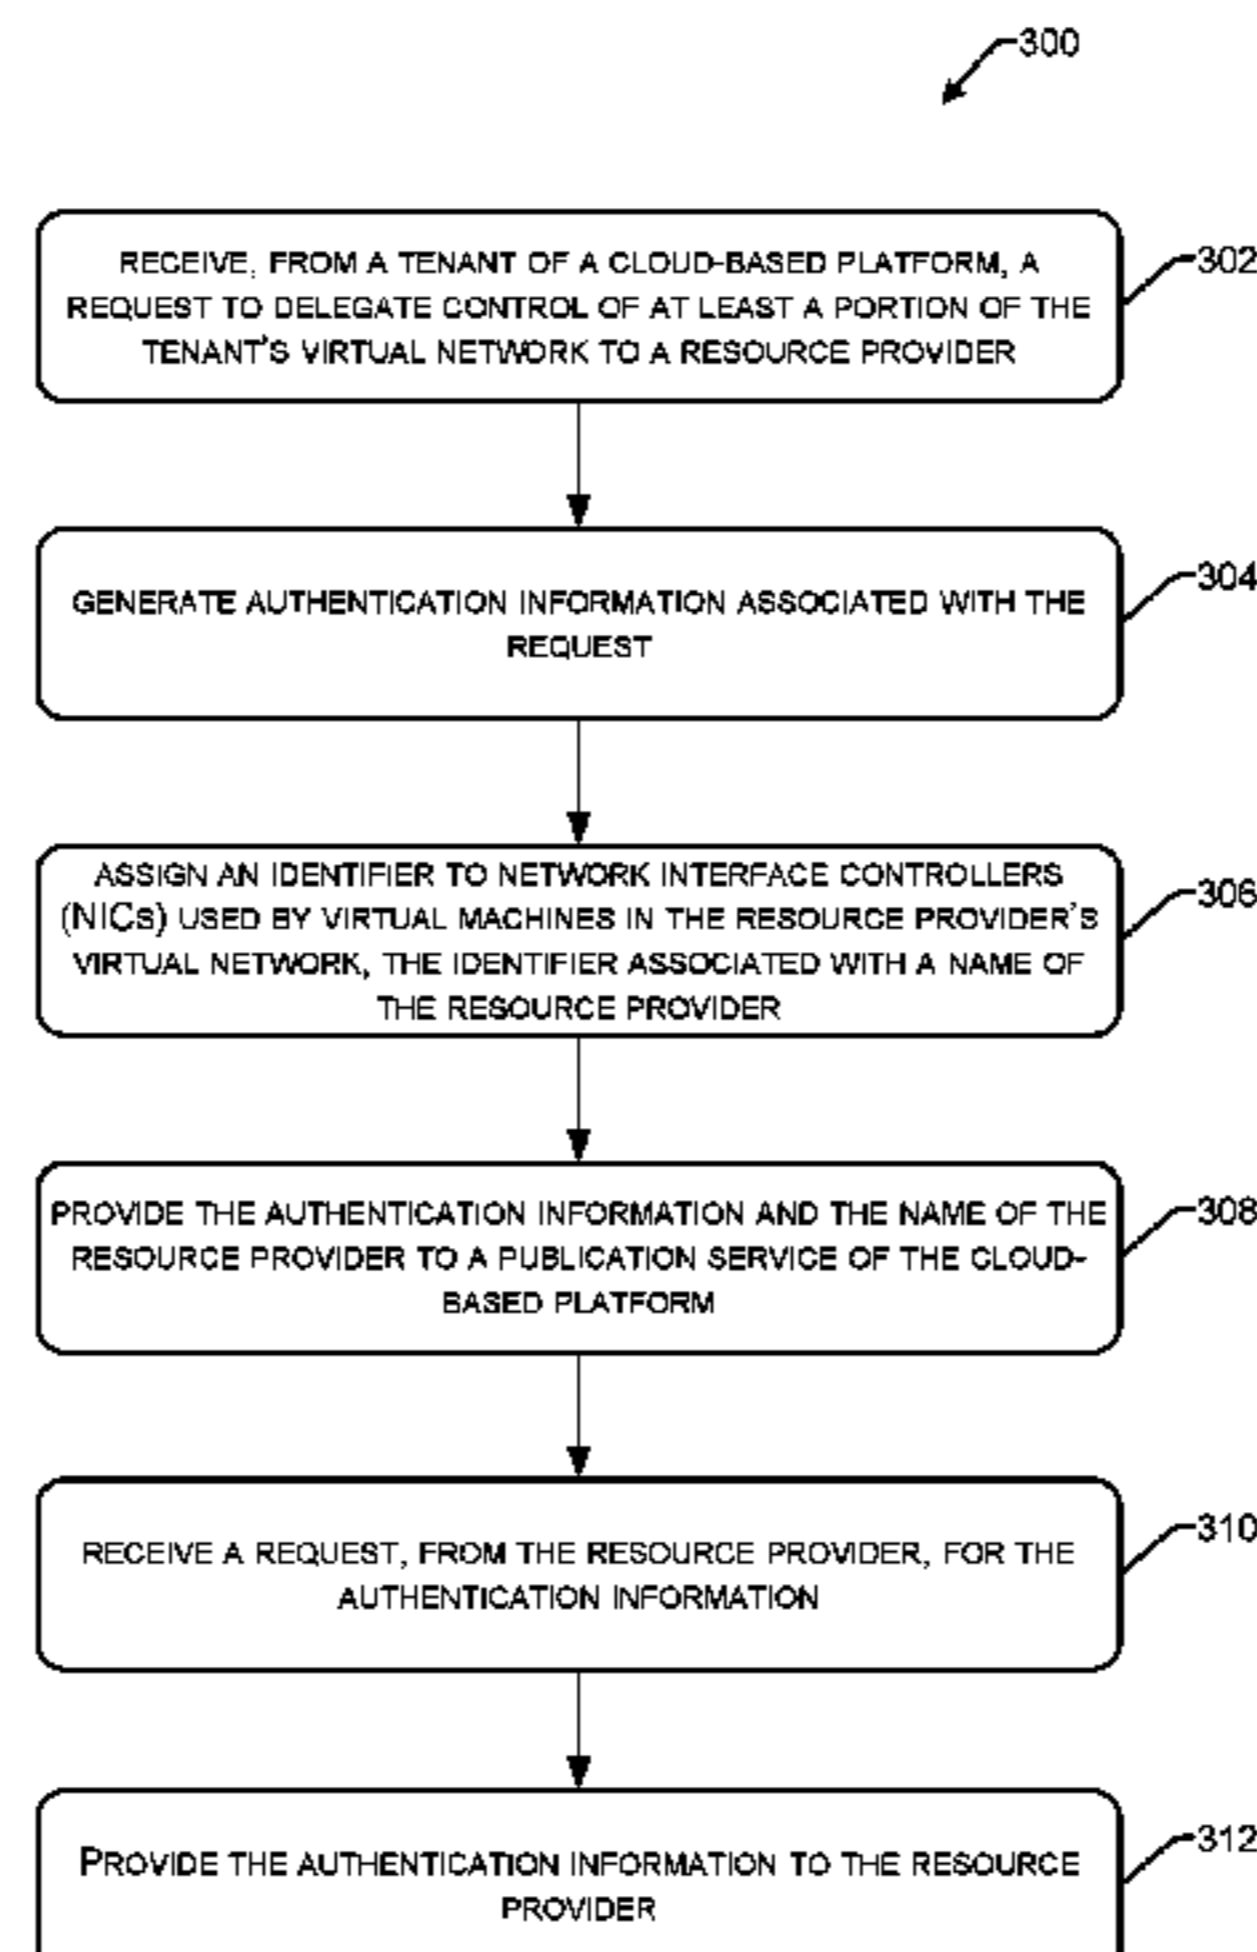 300
RECEIVE, FROM A TENANT OF A CLOUD-BASED PLATFORM, A
REQUEST TO DELEGATE CONTROL OF AT LEAST A PORTION OF THE
TENANT'S VIRTUAL NETWORK TO A RESOURCE PROVIDER
302
GENERATE AUTHENTICATION INFORMATION ASSOCIATED WITH THE
REQUEST
304
ASSIGN AN IDENTIFIER TO NETWORK INTERFACE CONTROLLERS
(NICS) USED BY VIRTUAL MACHINES IN THE RESOURCE PROVIDER'S
VIRTUAL NETWORK, THE IDENTIFIER ASSOCIATED WITH A NAME OF
THE RESOURCE PROVIDER
306
PROVIDE THE AUTHENTICATION INFORMATION AND THE NAME OF THE
RESOURCE PROVIDER TO A PUBLICATION SERVICE OF THE CLOUD-
BASED PLATFORM
308
RECEIVE A REQUEST, FROM THE RESOURCE PROVIDER, FOR THE
AUTHENTICATION INFORMATION
310
PROVIDE THE AUTHENTICATION INFORMATION TO THE RESOURCE
PROVIDER
312